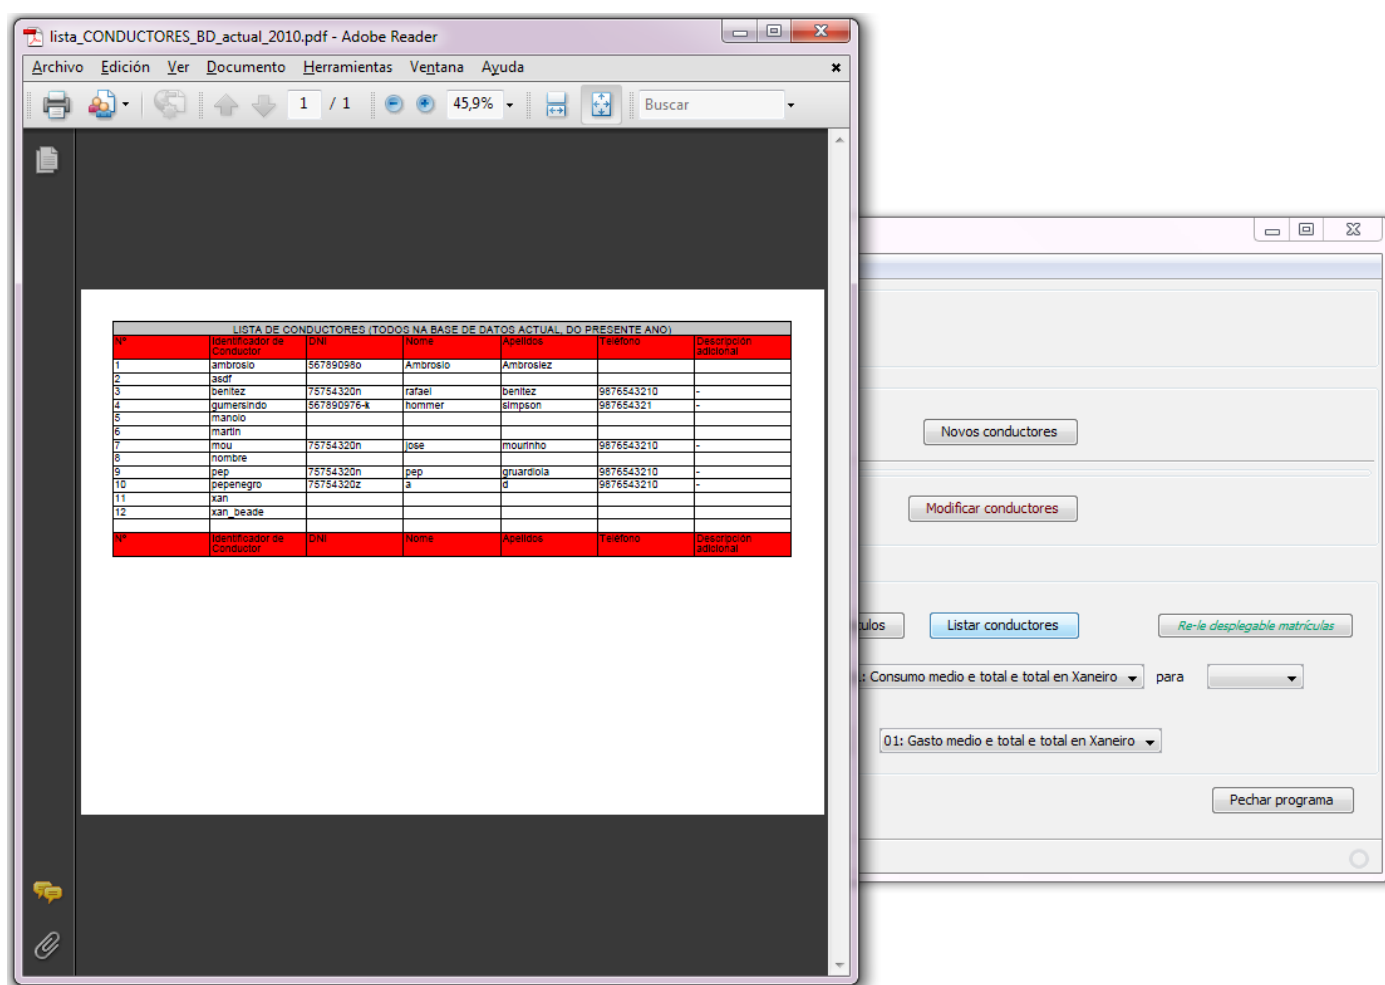 lista_CONDUCTORES_BD_actual_2010.pdf - Adobe Reader
Archivo Edición Ver Documento Herramientas Ventana Ayuda
1 / 1 45,9% Buscar
LISTA DE CONDUCTORES (TODOS NA BASE DE DATOS ACTUAL, DO PRESENTE ANO)
Nº Identificador de Conductor DNI Nome Apelidos Teléfono Descripción adicional
1 ambrosio 56789098o Ambrosio Ambrosiez
2 asdf
3 benitez 75754320n rafael benitez 9876543210 -
4 gumersindo 567890976-k hommer simpson 987654321 -
5 manolo
6 martin
7 mou 75754320n jose mourinho 9876543210 -
8 nombre
9 pep 75754320n pep gruardiola 9876543210 -
10 pepenegro 75754320z a d 9876543210 -
11 xan
12 xan_beade
Nº Identificador de Conductor DNI Nome Apelidos Teléfono Descripción adicional
Novos conductores
Modificar conductores
ulos Listar conductores Re-le desplegable matrículas
: Consumo medio e total e total en Xaneiro para
01: Gasto medio e total e total en Xaneiro
Pechar programa